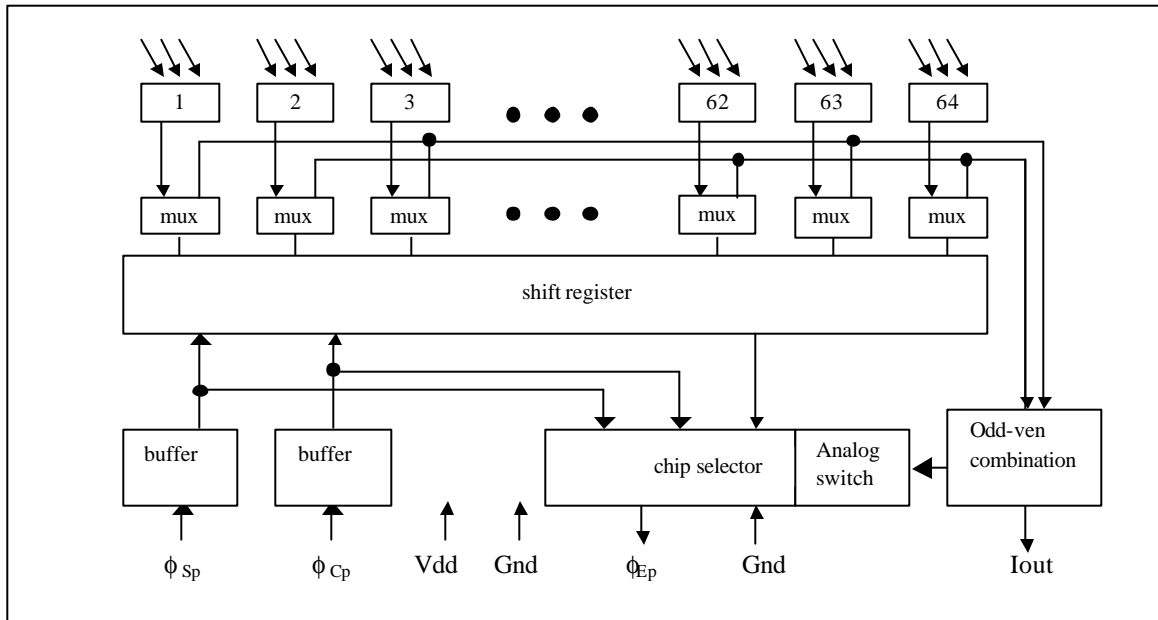 1 2 3 62 63 64
mux mux mux mux mux mux
shift register
buffer
buffer
chip selector
Analog
switch
Odd-ven
combination
ϕSp ϕCp Vdd Gnd ϕEp Gnd Iout